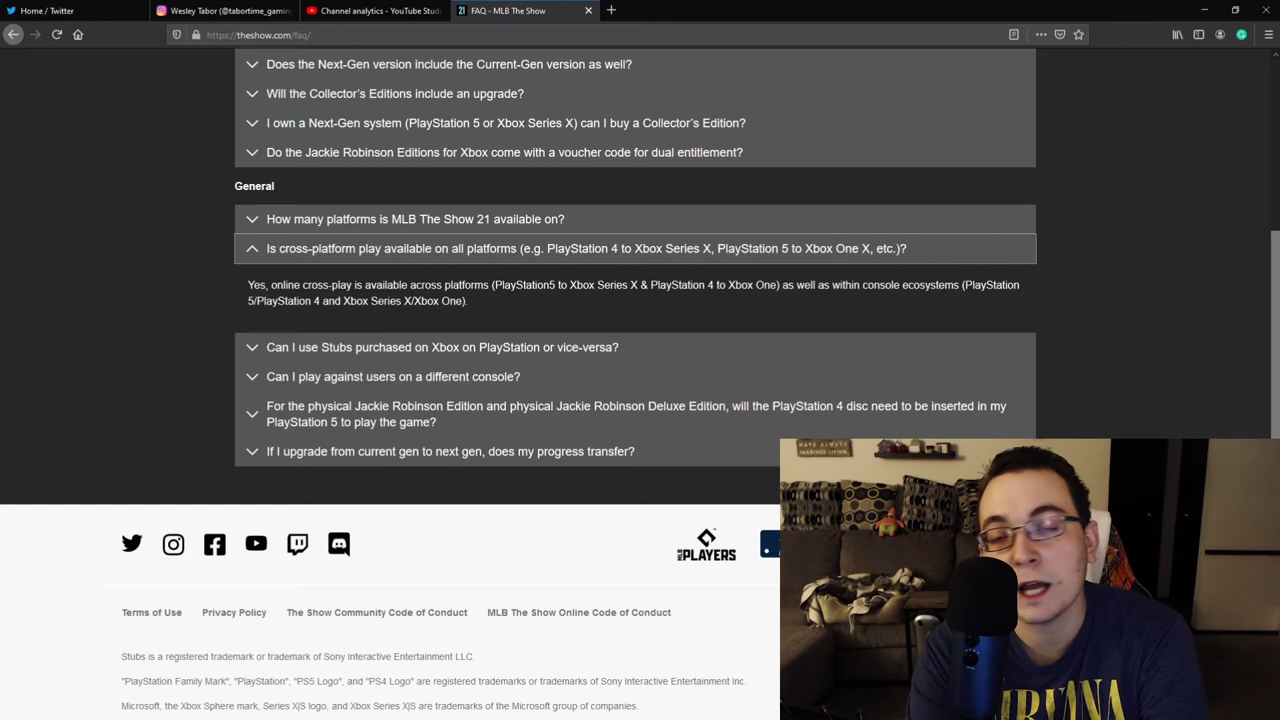 Home / Twitter
Wesley Tabor (@tabortime_gaming
Channel analytics - YouTube Stud
21 FAQ - MLB The Show
https://theshow.com/faq/
Does the Next-Gen version include the Current-Gen version as well?
Will the Collector's Editions include an upgrade?
I own a Next-Gen system (PlayStation 5 or Xbox Series X) can I buy a Collector's Edition?
Do the Jackie Robinson Editions for Xbox come with a voucher code for dual entitlement?
General
How many platforms is MLB The Show 21 available on?
Is cross-platform play available on all platforms (e.g. PlayStation 4 to Xbox Series X, PlayStation 5 to Xbox One X, etc.)?
Yes, online cross-play is available across platforms (PlayStation5 to Xbox Series X & PlayStation 4 to Xbox One) as well as within console ecosystems (PlayStation
5/PlayStation 4 and Xbox Series X/Xbox One).
Can I use Stubs purchased on Xbox on PlayStation or vice-versa?
Can I play against users on a different console?
For the physical Jackie Robinson Edition and physical Jackie Robinson Deluxe Edition, will the PlayStation 4 disc need to be inserted in my
PlayStation 5 to play the game?
If I upgrade from current gen to next gen, does my progress transfer?
HAVE ALWAYS
IMAGINED LIVING
MLB PLAYERS
Terms of Use
Privacy Policy
The Show Community Code of Conduct
MLB The Show Online Code of Conduct
Stubs is a registered trademark or trademark of Sony Interactive Entertainment LLC.
"PlayStation Family Mark", "PlayStation", "PS5 Logo", and "PS4 Logo" are registered trademarks or trademarks of Sony Interactive Entertainment Inc.
Microsoft, the Xbox Sphere mark, Series X|S logo, and Xbox Series X|S are trademarks of the Microsoft group of companies.
NIRVANA